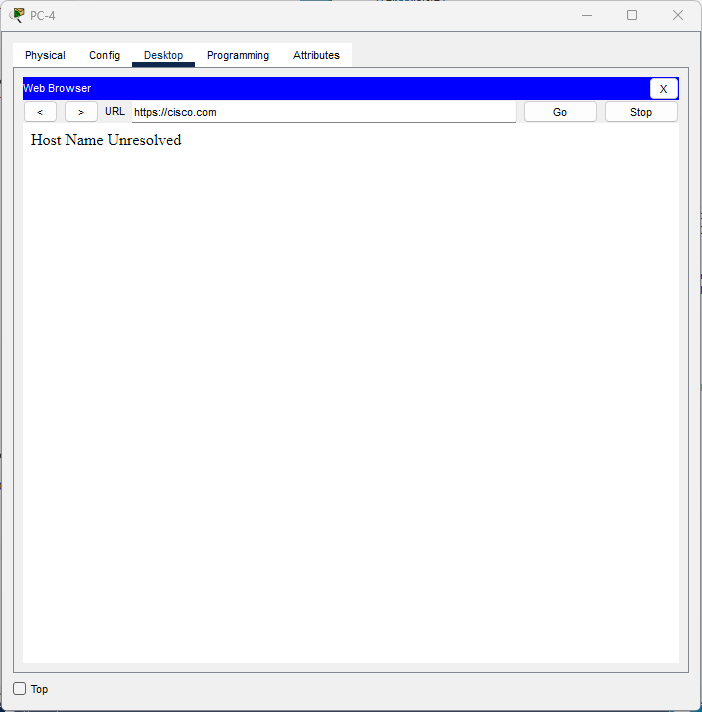 PC-4
Physical Config Desktop Programming Attributes
Web Browser X
< > URL https://cisco.com Go Stop
Host Name Unresolved
Top